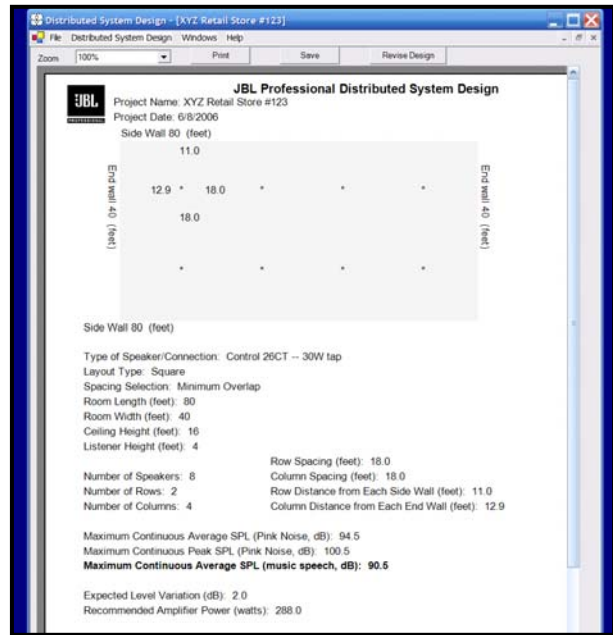 Distributed System Design - [XYZ Retail Store #123]
File Distributed System Design Windows Help
Zoom 100% Print Save Revise Design
JBL Professional Distributed System Design
JBL
PROFESSIONAL
Project Name: XYZ Retail Store #123
Project Date: 6/8/2006
Side Wall 80 (feet)
11.0
End wall 40 (feet)
12.9 * 18.0 * * *
18.0
* * * *
End wall 40 (feet)
Side Wall 80 (feet)
Type of Speaker/Connection: Control 26CT -- 30W tap
Layout Type: Square
Spacing Selection: Minimum Overlap
Room Length (feet): 80
Room Width (feet): 40
Ceiling Height (feet): 16
Listener Height (feet): 4
Row Spacing (feet): 18.0
Number of Speakers: 8 Column Spacing (feet): 18.0
Number of Rows: 2 Row Distance from Each Side Wall (feet): 11.0
Number of Columns: 4 Column Distance from Each End Wall (feet): 12.9
Maximum Continuous Average SPL (Pink Noise, dB): 94.5
Maximum Continuous Peak SPL (Pink Noise, dB): 100.5
Maximum Continuous Average SPL (music speech, dB): 90.5
Expected Level Variation (dB): 2.0
Recommended Amplifier Power (watts): 288.0